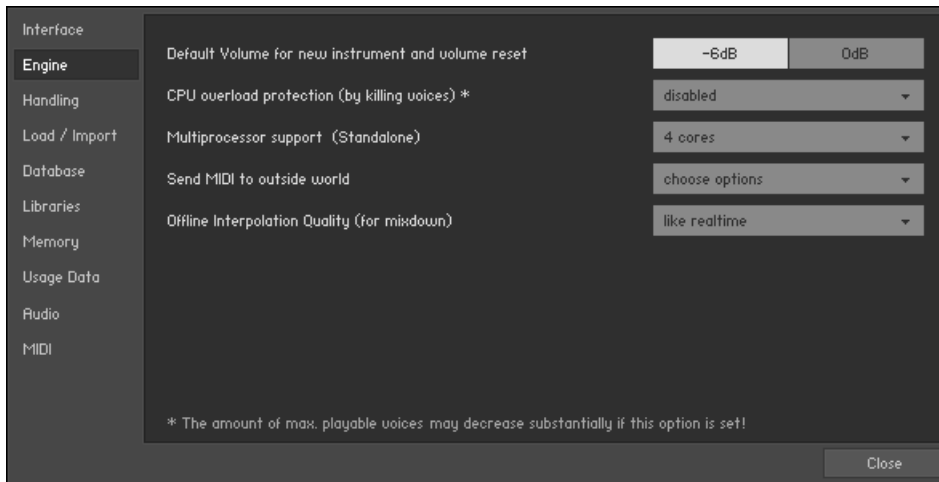 Interface
Engine
Handling
Load / Import
Database
Libraries
Memory
Usage Data
Audio
MIDI
Default Volume for new instrument and volume reset -6dB 0dB
CPU overload protection (by killing voices) * disabled
Multiprocessor support (Standalone) 4 cores
Send MIDI to outside world choose options
Offline Interpolation Quality (for mixdown) like realtime
* The amount of max. playable voices may decrease substantially if this option is set!
Close